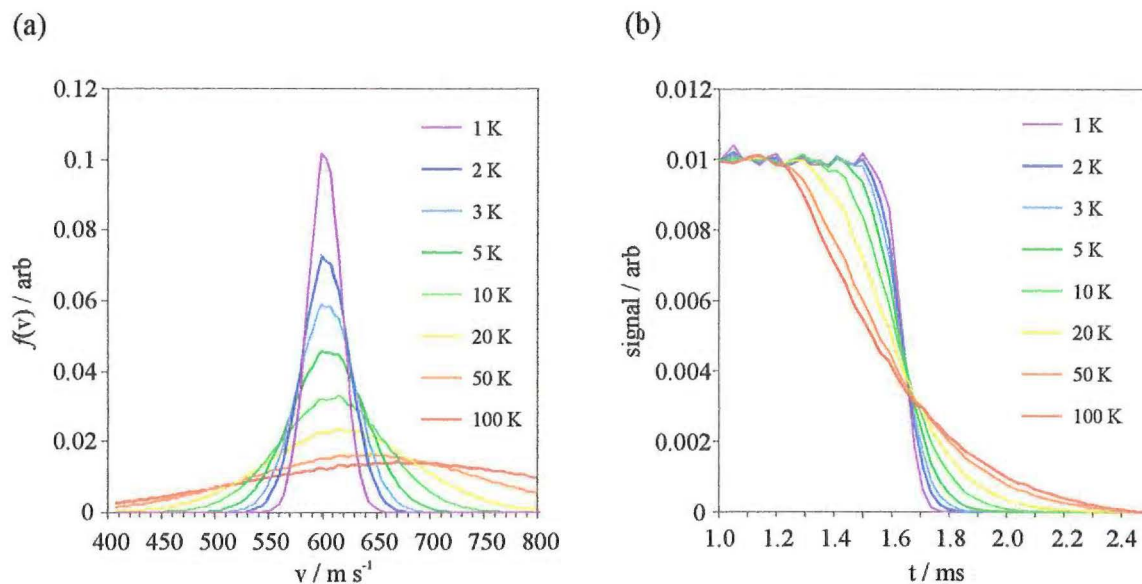 (a)
0.12
0.1
0.08
0.06
0.04
0.02
0
f(v) / arb
400 450 500 550 600 650 700 750 800
v / m s⁻¹
1 K
2 K
3 K
5 K
10 K
20 K
50 K
100 K
(b)
0.012
0.010
0.008
0.006
0.004
0.002
0
signal / arb
1.0 1.2 1.4 1.6 1.8 2.0 2.2 2.4
t / ms
1 K
2 K
3 K
5 K
10 K
20 K
50 K
100 K